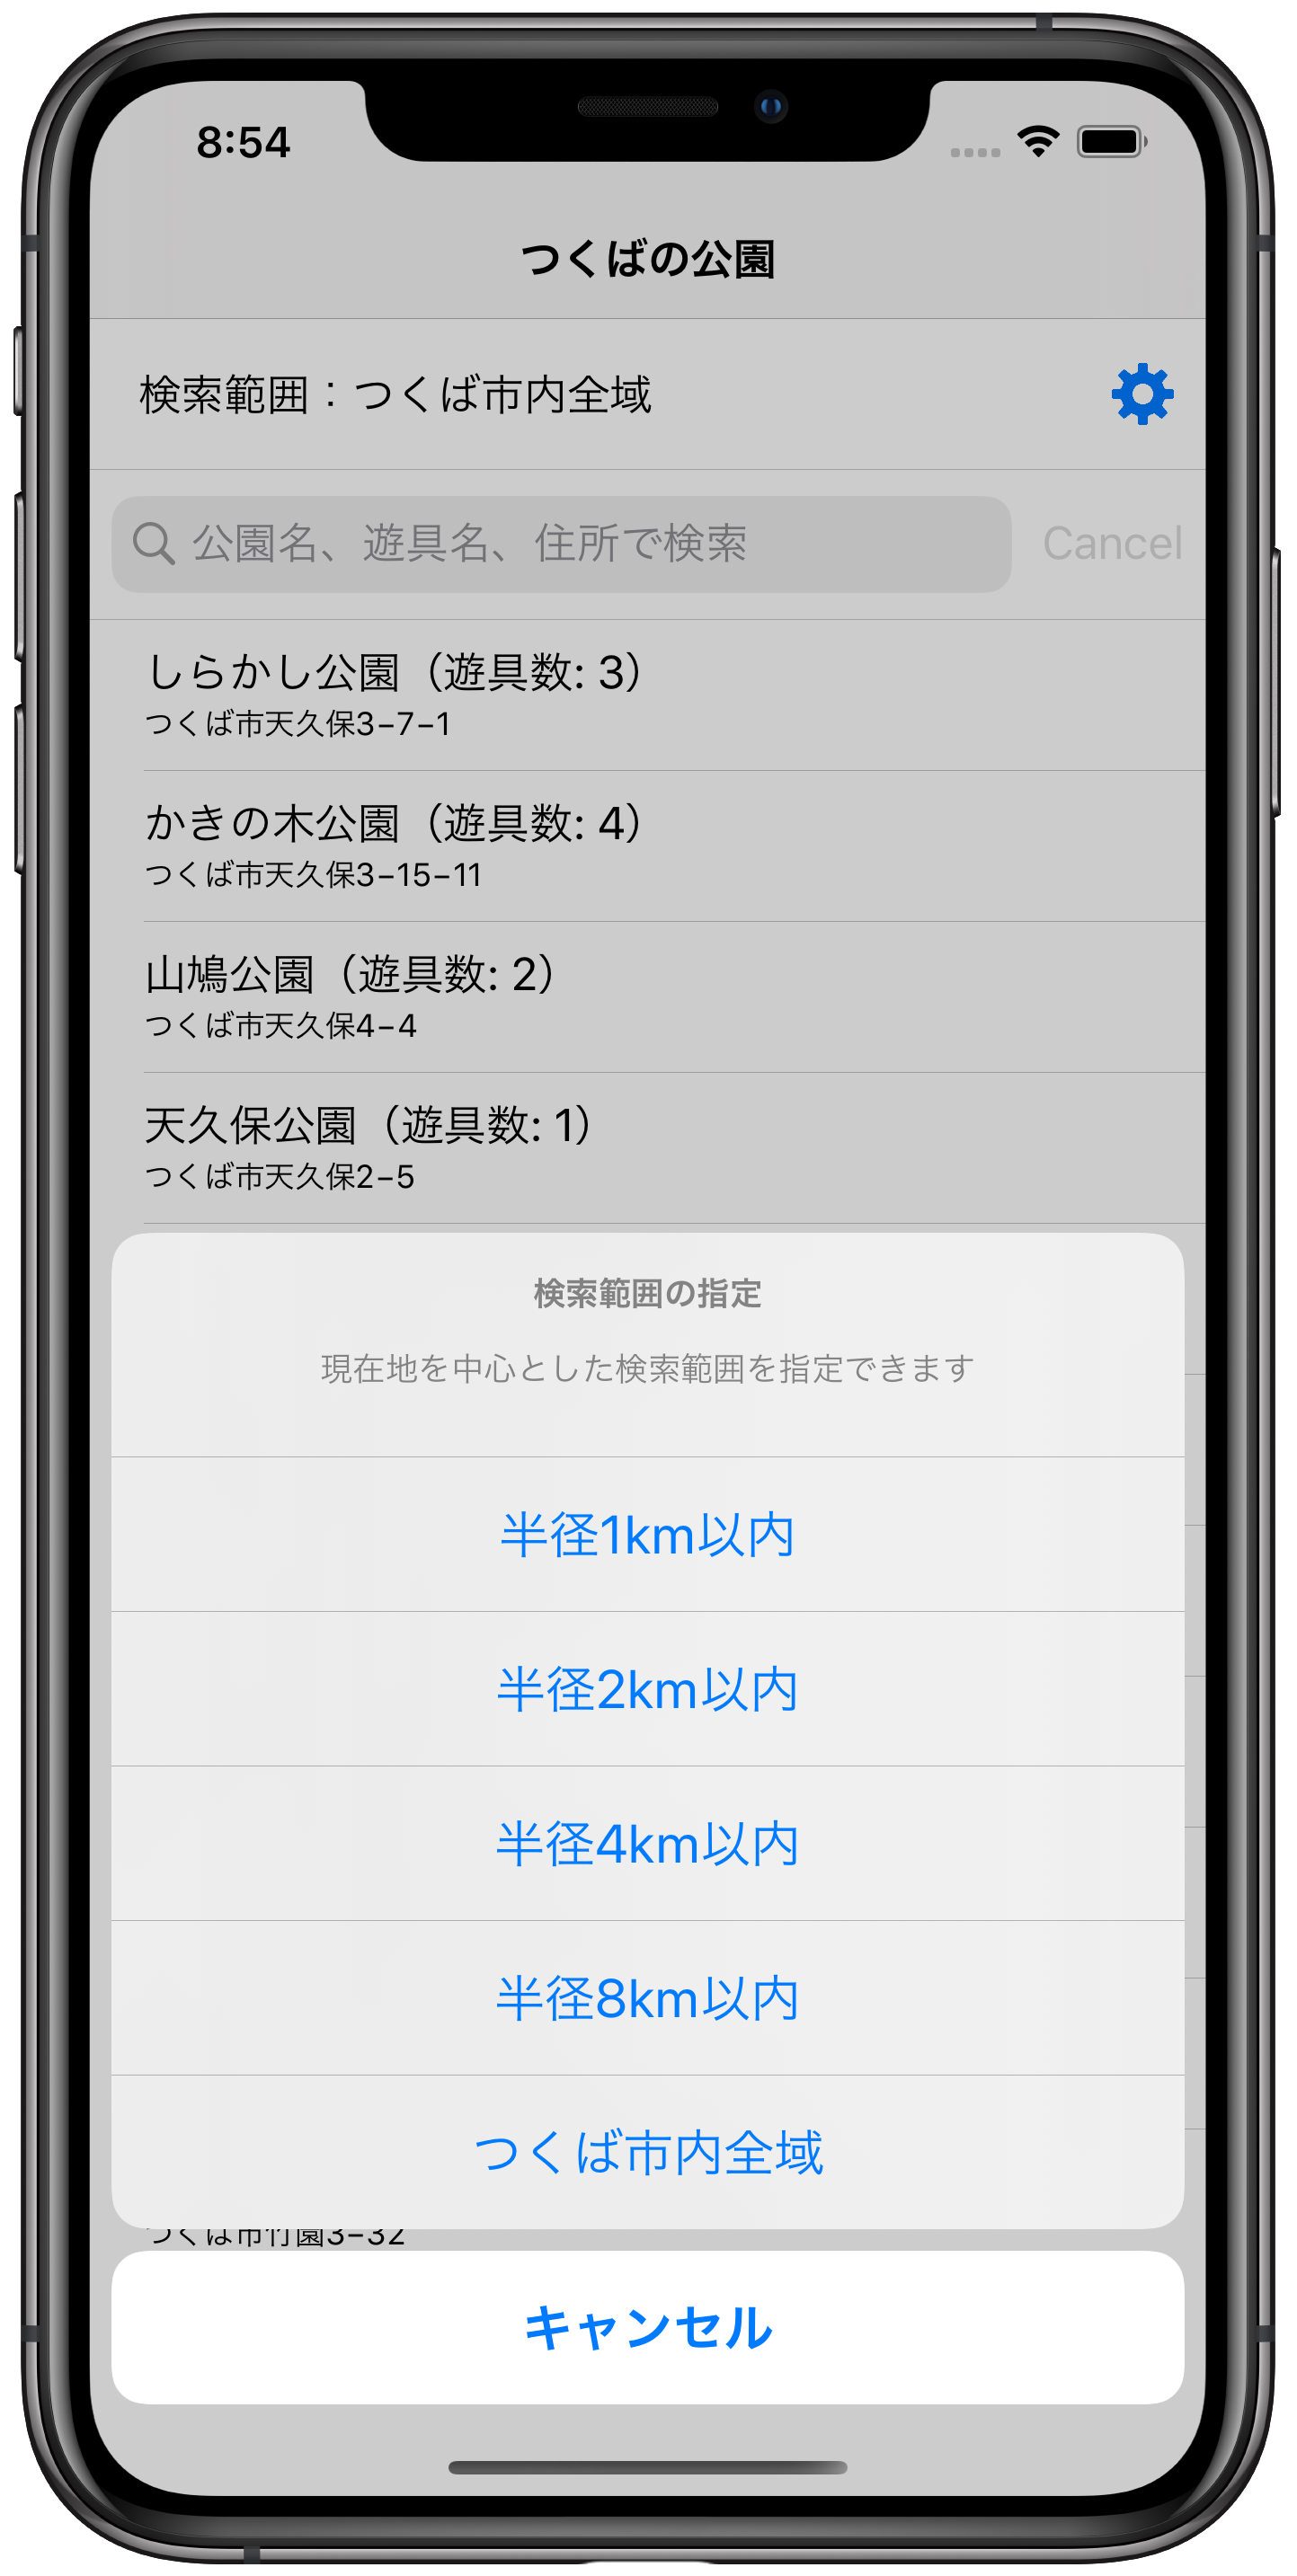 8:54
つくばの公園
検索範囲：つくば市内全域
公園名、遊具名、住所で検索 Cancel
しらかし公園（遊具数: 3）
つくば市天久保3−7−1
かきの木公園（遊具数: 4）
つくば市天久保3−15−11
山鳩公園（遊具数: 2）
つくば市天久保4−4
天久保公園（遊具数: 1）
つくば市天久保2−5
検索範囲の指定
現在地を中心とした検索範囲を指定できます
半径1km以内
半径2km以内
半径4km以内
半径8km以内
つくば市内全域
つくば市竹園3−32
キャンセル